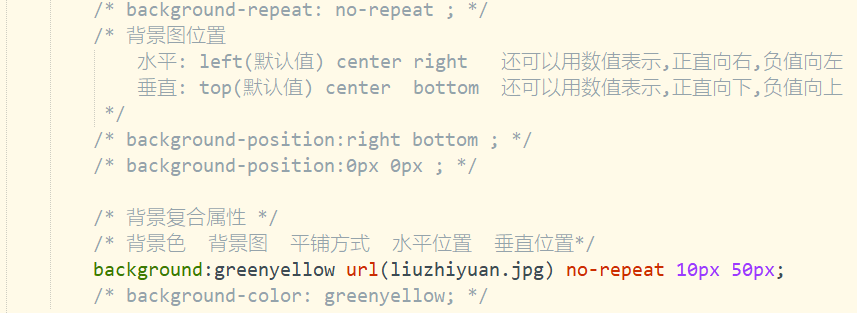 /* background-repeat: no-repeat ; */
/* 背景图位置
水平: left(默认值) center right 还可以用数值表示,正直向右,负值向左
垂直: top(默认值) center bottom 还可以用数值表示,正直向下,负值向上
*/
/* background-position:right bottom ; */
/* background-position:0px 0px ; */
/* 背景复合属性 */
/* 背景色 背景图 平铺方式 水平位置 垂直位置*/
background:greenyellow url(liuzhiyuan.jpg) no-repeat 10px 50px;
/* background-color: greenyellow; */